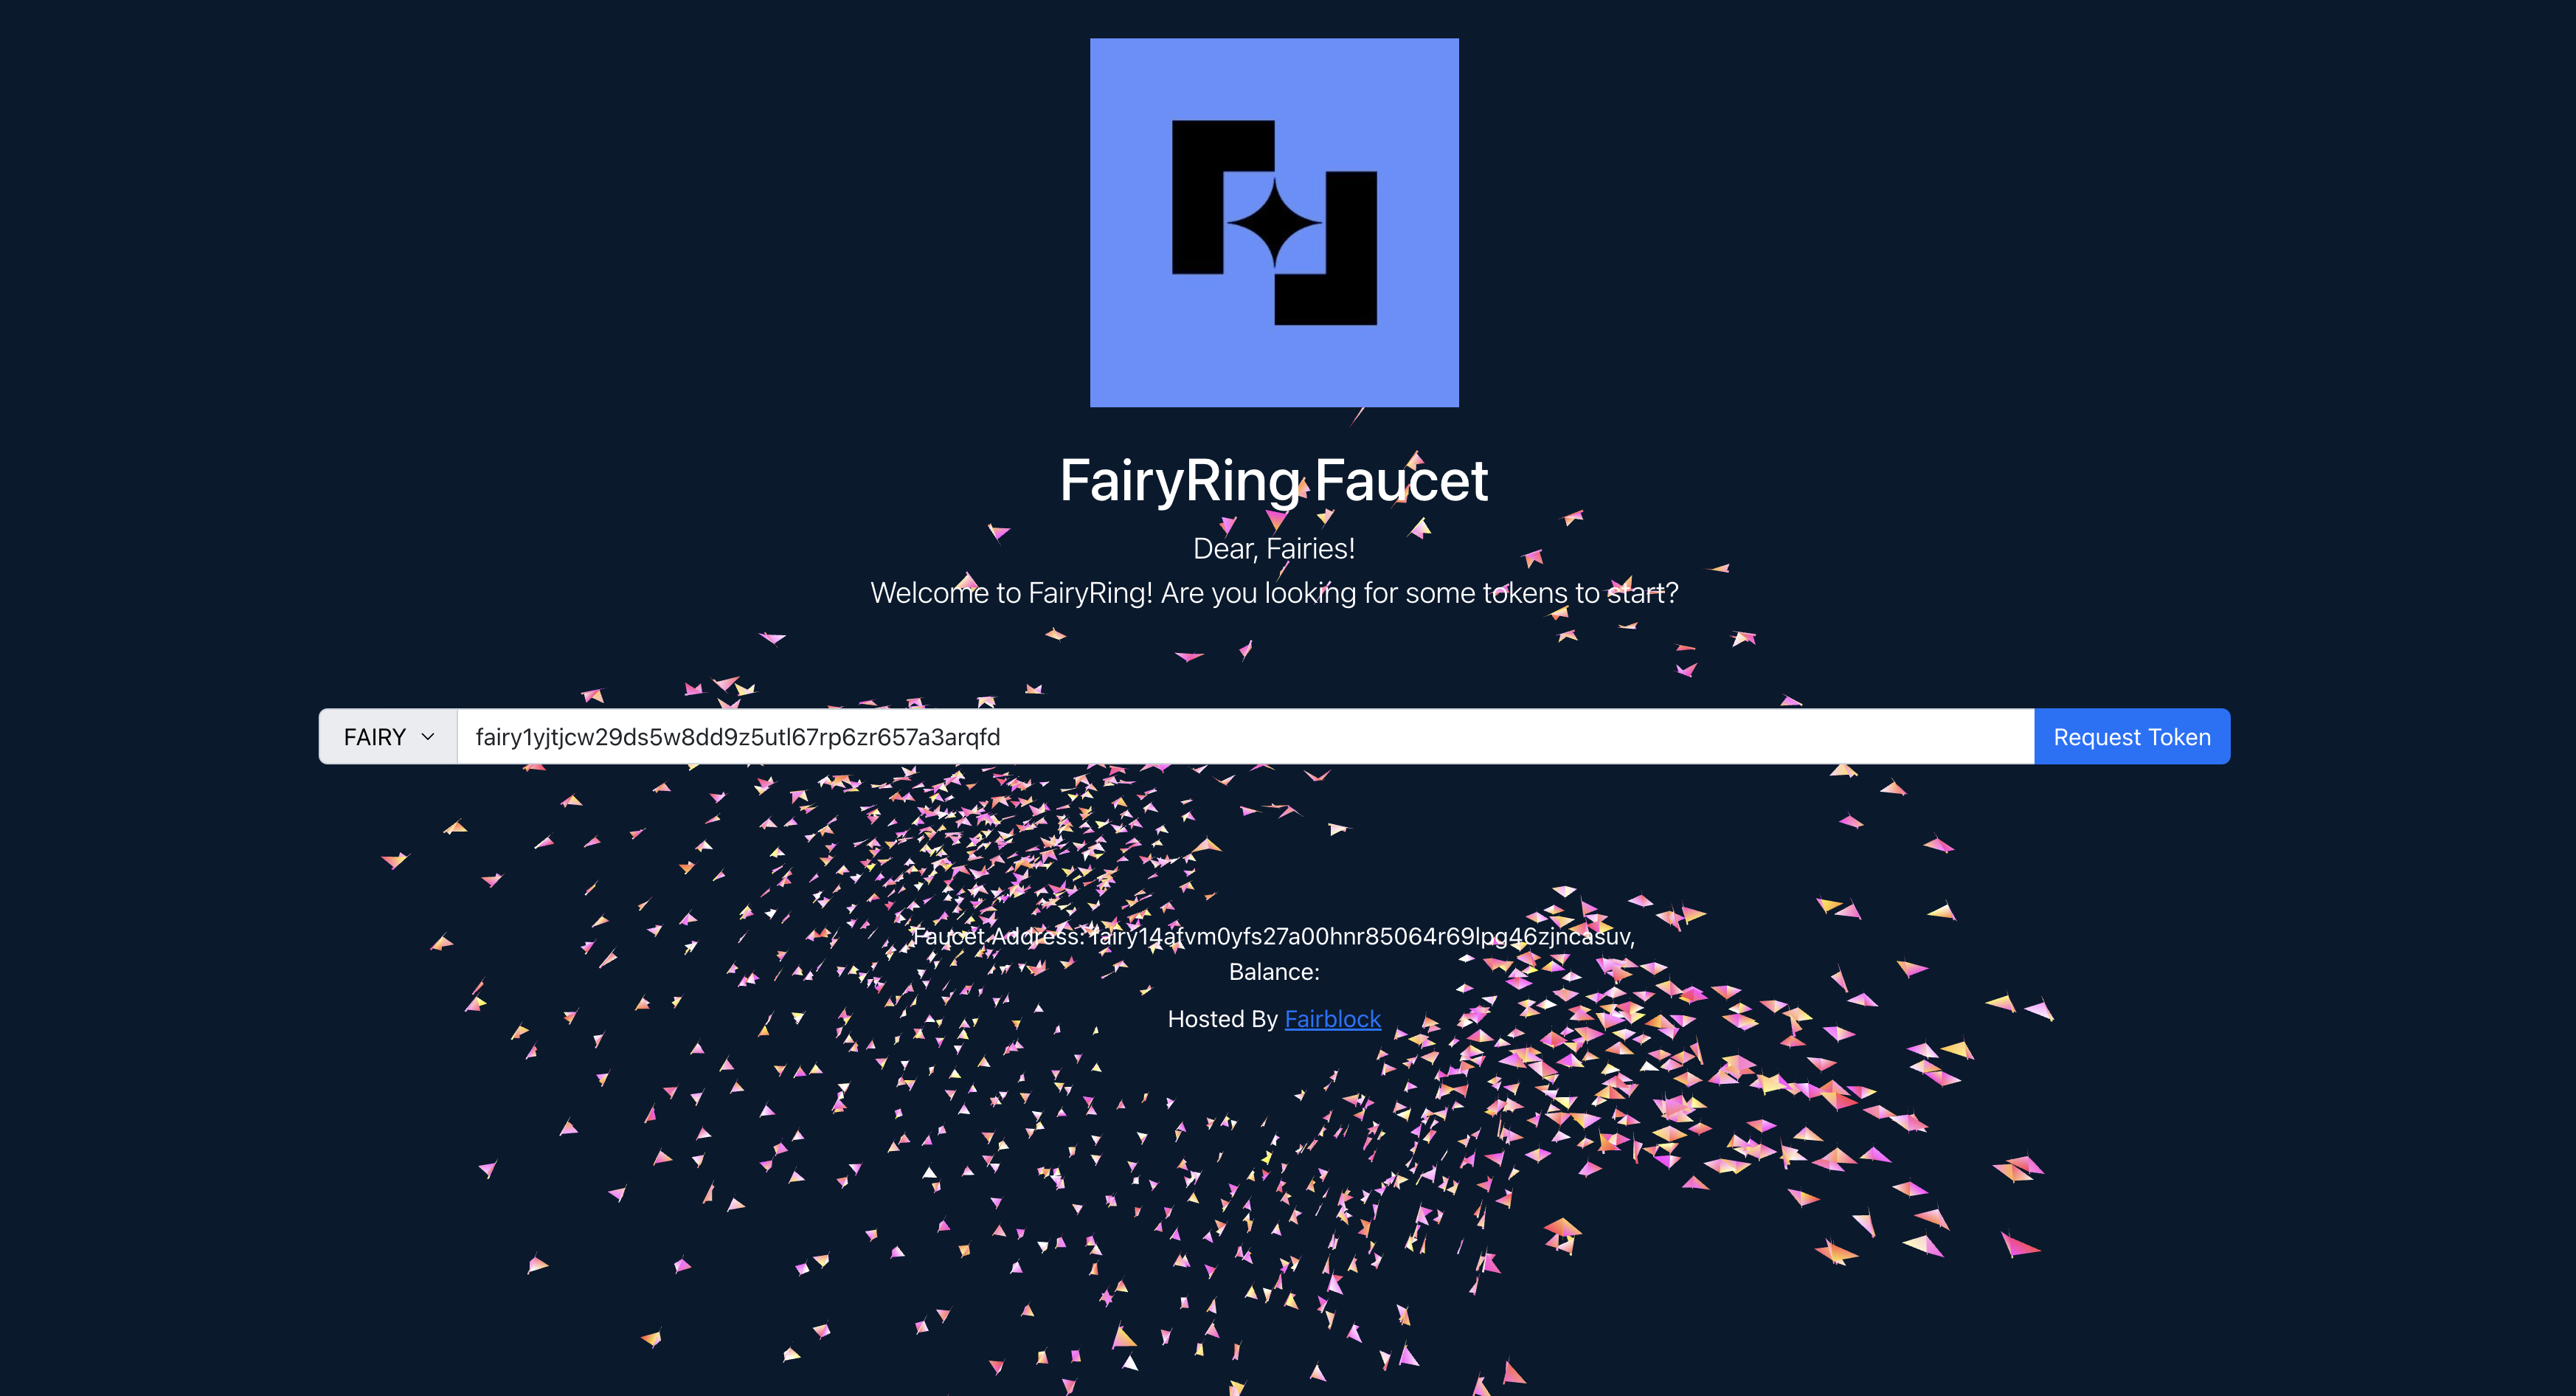 FairyRing Faucet
Dear, Fairies!
Welcome to FairyRing! Are you looking for some tokens to start?
FAIRY fairy1yjtjcw29ds5w8dd9z5utl67rp6zr657a3arqfd Request Token
Faucet Address: fairy14afvm0yfs27a00hnr85064r69lpg46zjncasuv,
Balance:
Hosted By Fairblock